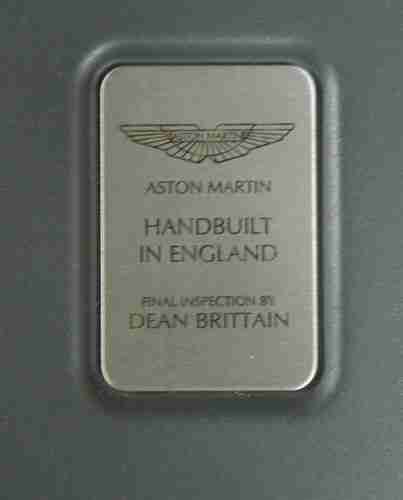 ASTON MARTIN
ASTON MARTIN
HANDBUILT
IN ENGLAND
FINAL INSPECTION BY
DEAN BRITTAIN